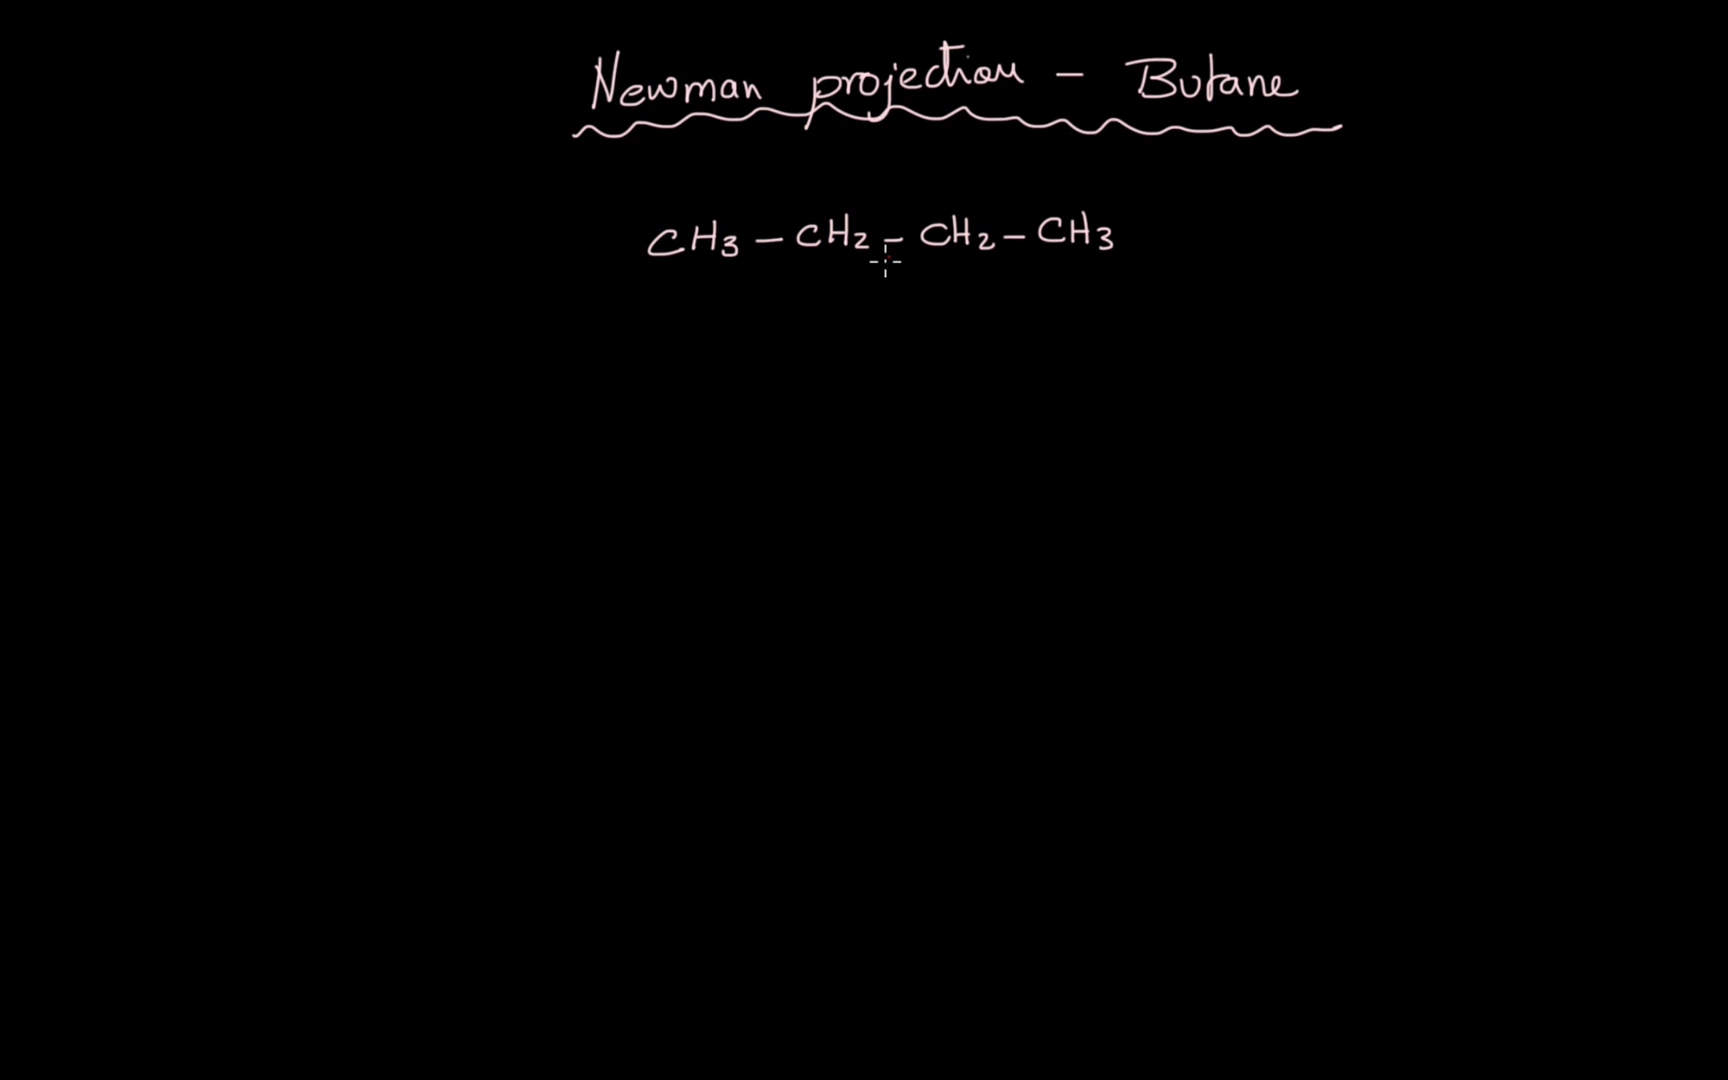 Newman projection - Butane
CH3 - CH2 - CH2 - CH3